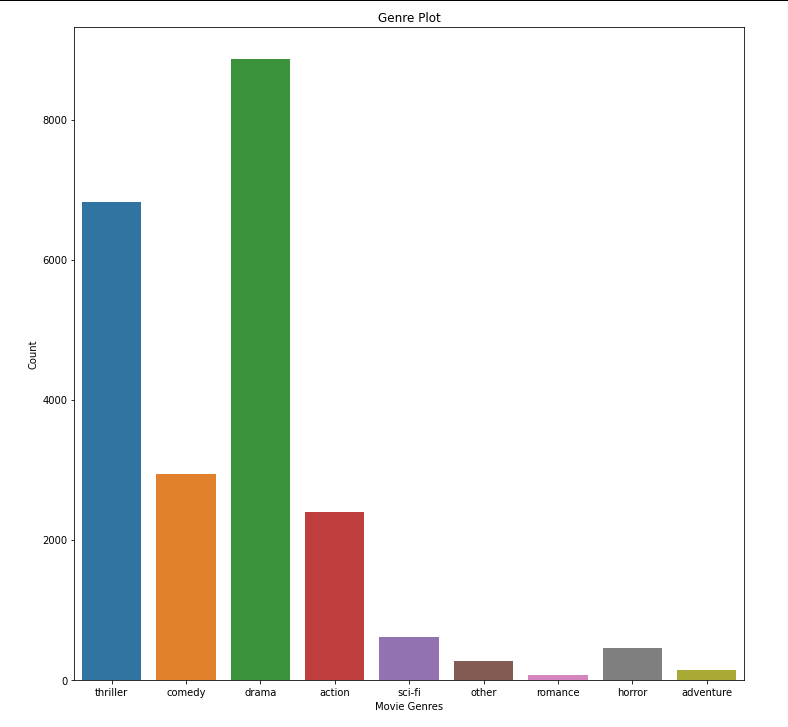 Genre Plot
8000
6000
4000
2000
0
Count
thriller comedy drama action sci-fi other romance horror adventure
Movie Genres